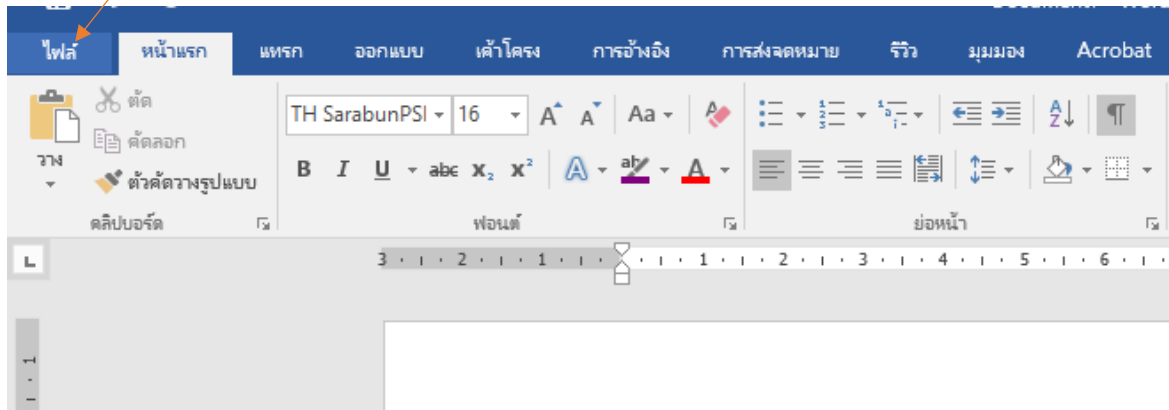 ไฟล์ หน้าแรก แทรก ออกแบบ เค้าโครง การอ้างอิง การส่งจดหมาย รีวิว มุมมอง Acrobat
ตัด
คัดลอก
วาง
ตัวคัดวางรูปแบบ
TH SarabunPSI 16 A A Aa
B I U abc X₂ X² A ab A
คลิปบอร์ด ฟอนต์ ย่อหน้า
L 3 2 1 1 2 3 4 5 6
1